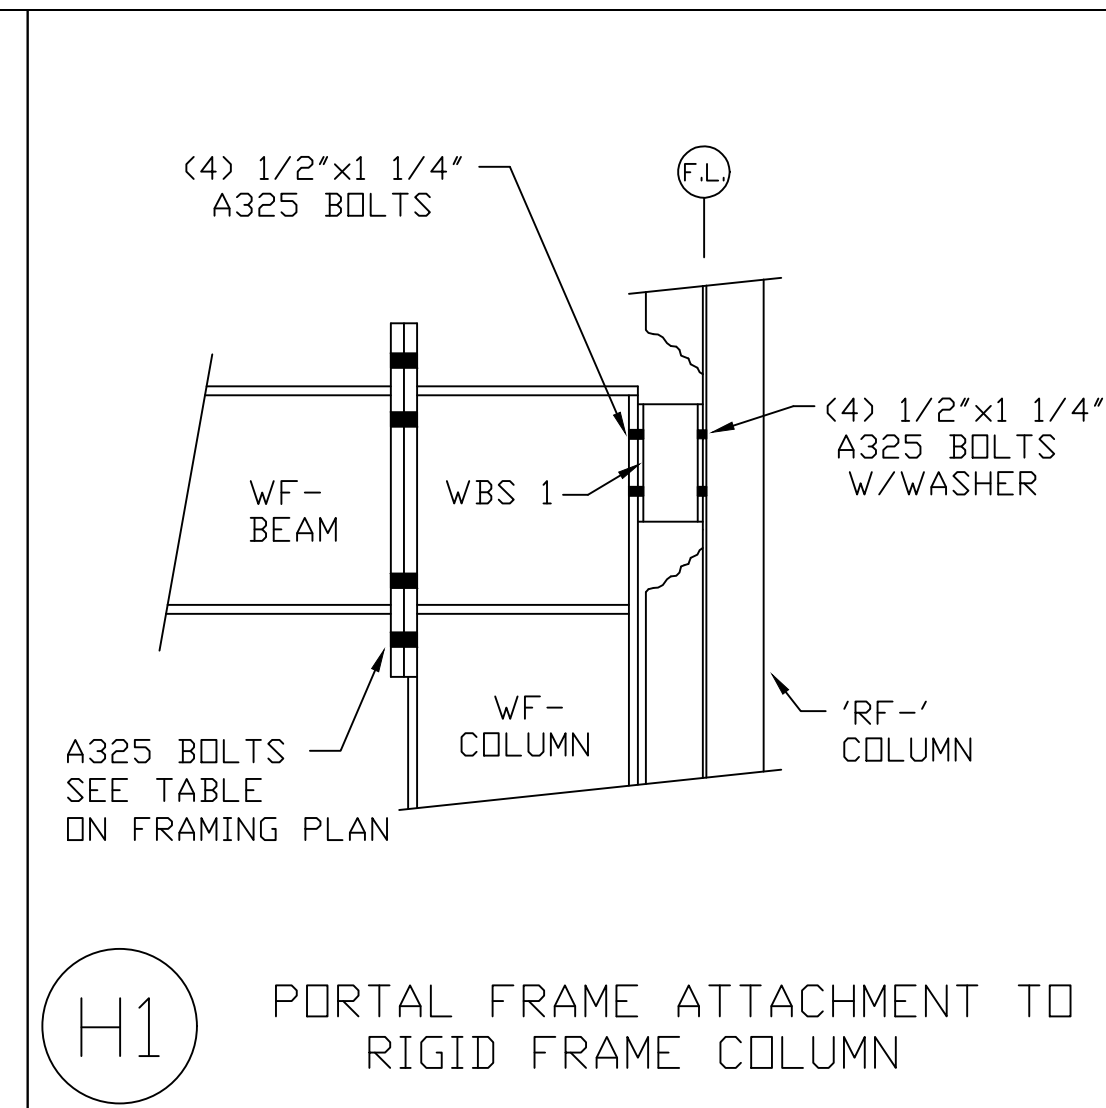 (4) 1/2"x1 1/4"
A325 BOLTS
F.L.
(4) 1/2"x1 1/4"
A325 BOLTS
W/WASHER
WF-
BEAM
WBS 1
WF-
COLUMN
'RF-'
COLUMN
A325 BOLTS
SEE TABLE
ON FRAMING PLAN
H1
PORTAL FRAME ATTACHMENT TO
RIGID FRAME COLUMN